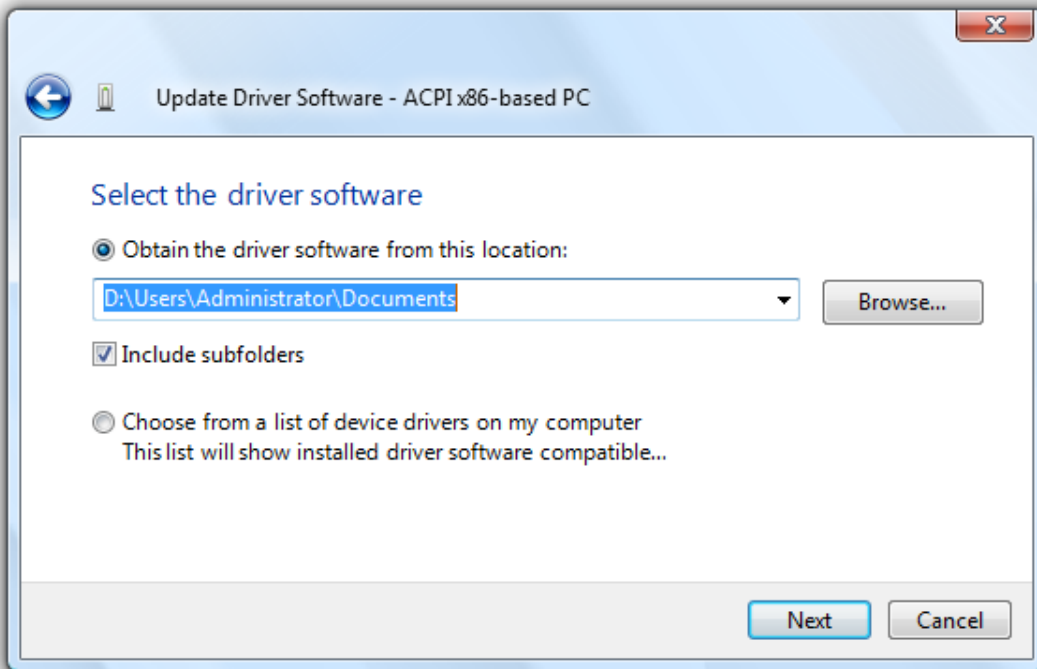 Update Driver Software - ACPI x86-based PC
Select the driver software
Obtain the driver software from this location:
D:\Users\Administrator\Documents
Browse...
Include subfolders
Choose from a list of device drivers on my computer
This list will show installed driver software compatible...
Next
Cancel